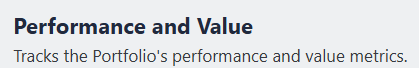 Performance and Value
Tracks the Portfolio's performance and value metrics.